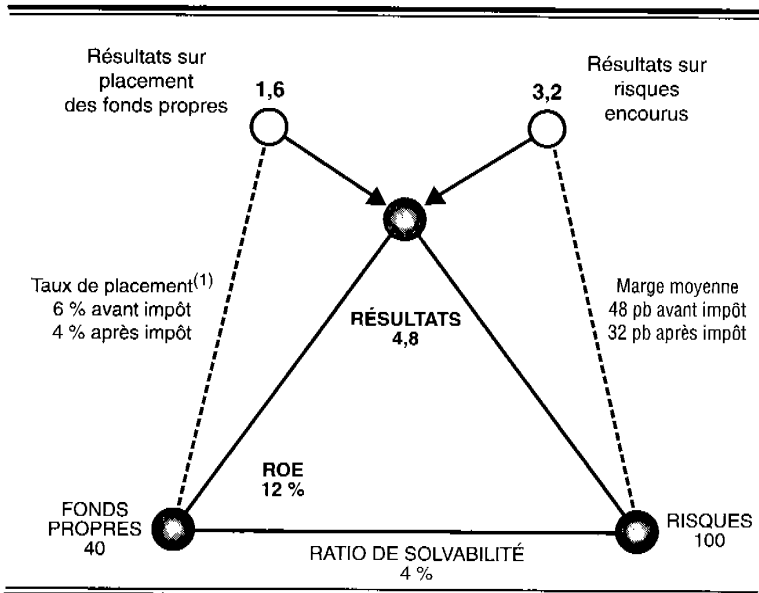 Résultats sur
placement
des fonds propres
1,6
3,2
Résultats sur
risques
encourus
Taux de placement(1)
6 % avant impôt
4 % après impôt
Marge moyenne
48 pb avant impôt
32 pb après impôt
RÉSULTATS
4,8
ROE
12 %
FONDS
PROPRES
40
RISQUES
100
RATIO DE SOLVABILITÉ
4 %